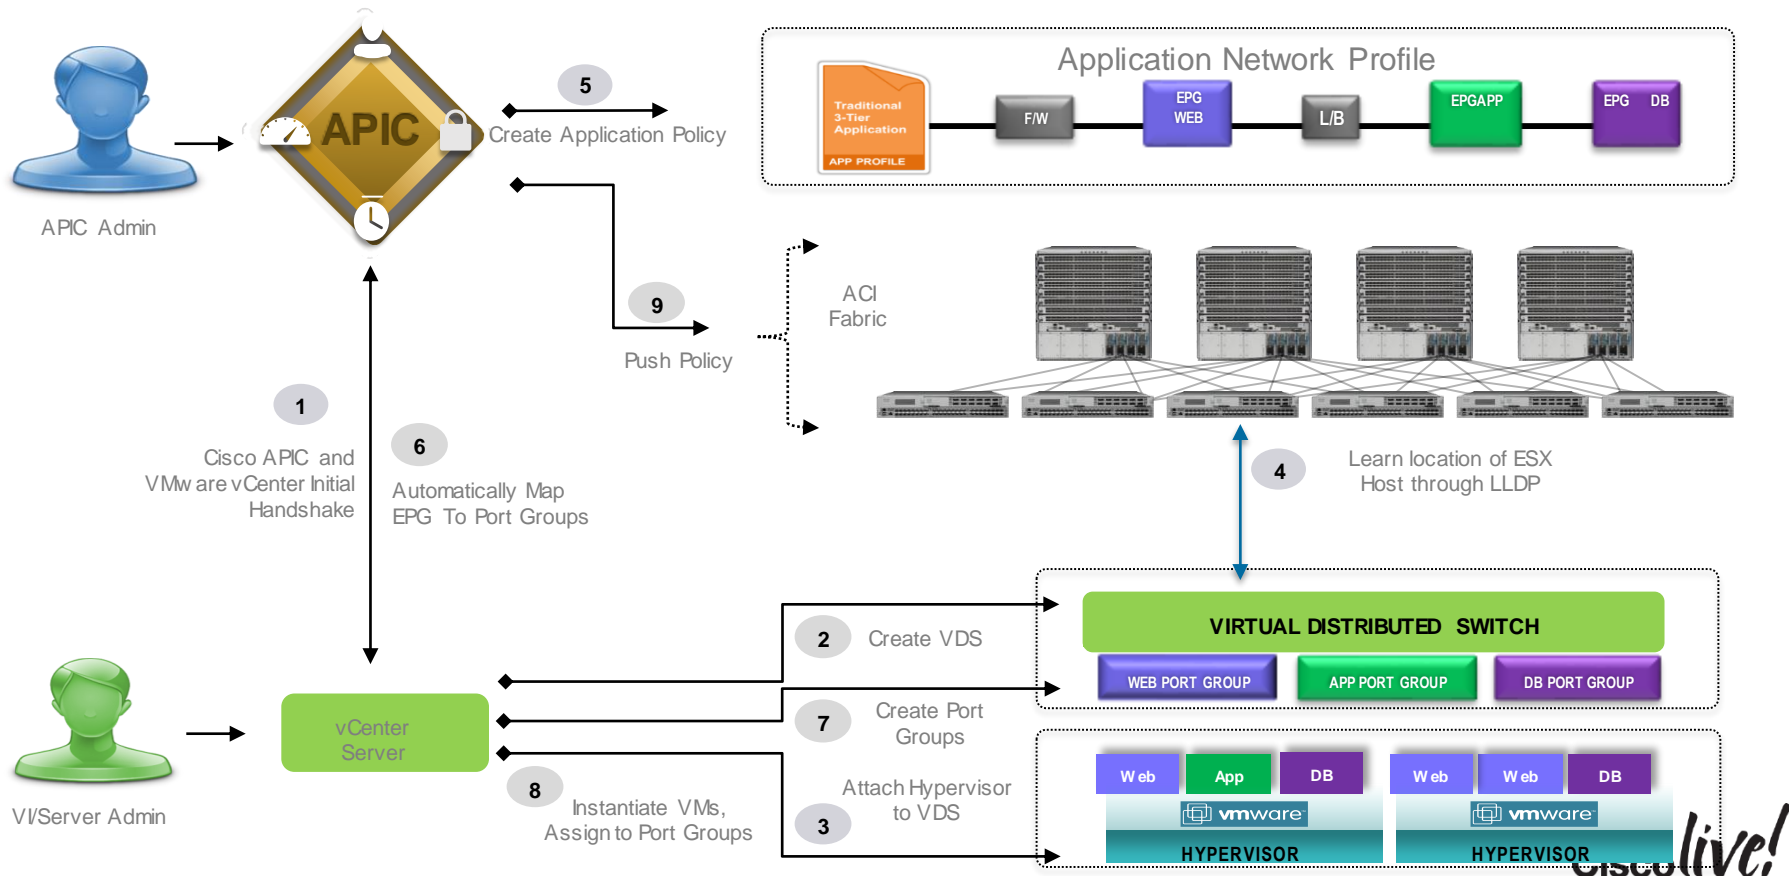 Application Network Profile
Traditional
3-Tier
Application
APP PROFILE
F/W
EPG
WEB
L/B
EPGAPP
EPG DB
APIC
5
Create Application Policy
APIC Admin
9
Push Policy
ACI
Fabric
1
Cisco APIC and
VMware vCenter Initial
Handshake
6
Automatically Map
EPG To Port Groups
4
Learn location of ESX
Host through LLDP
2
Create VDS
VIRTUAL DISTRIBUTED SWITCH
WEB PORT GROUP
APP PORT GROUP
DB PORT GROUP
7
Create Port
Groups
vCenter
Server
VI/Server Admin
8
Instantiate VMs,
Assign to Port Groups
3
Attach Hypervisor
to VDS
Web
App
DB
vmware
HYPERVISOR
Web
Web
DB
vmware
HYPERVISOR
Cisco live!